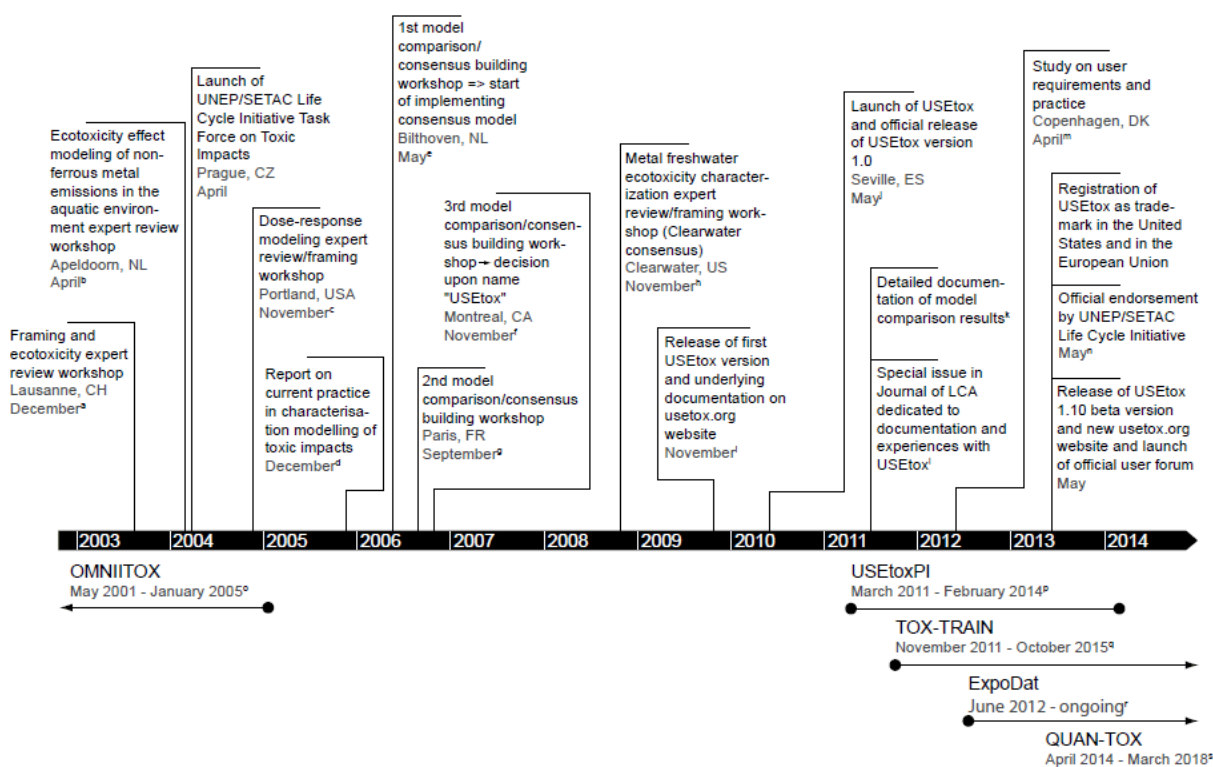 Framing and
ecotoxicity expert
review workshop
Lausanne, CH
Decemberᵃ
Ecotoxicity effect
modeling of non-
ferrous metal
emissions in the
aquatic environ-
ment expert review
workshop
Apeldoorn, NL
Aprilᵇ
Launch of
UNEP/SETAC Life
Cycle Initiative Task
Force on Toxic
Impacts
Prague, CZ
April
Dose-response
modeling expert
review/framing
workshop
Portland, USA
Novemberᶜ
Report on
current practice
in characterisa-
tion modelling of
toxic impacts
Decemberᵈ
1st model
comparison/
consensus building
workshop => start
of implementing
consensus model
Bilthoven, NL
Mayᵉ
3rd model
comparison/consen-
sus building work-
shop→ decision
upon name
"USEtox"
Montreal, CA
Novemberᶠ
2nd model
comparison/consensus
building workshop
Paris, FR
Septemberᵍ
Metal freshwater
ecotoxicity character-
ization expert
review/framing work-
shop (Clearwater
consensus)
Clearwater, US
Novemberʰ
Release of first
USEtox version
and underlying
documentation on
usetox.org
website
Novemberⁱ
Launch of USEtox
and official release
of USEtox version
1.0
Seville, ES
Mayʲ
Detailed documen-
tation of model
comparison resultsᵏ
Special issue in
Journal of LCA
dedicated to
documentation and
experiences with
USEtoxˡ
Study on user
requirements and
practice
Copenhagen, DK
Aprilᵐ
Registration of
USEtox as trade-
mark in the United
States and in the
European Union
Official endorsement
by UNEP/SETAC
Life Cycle Initiative
Mayⁿ
Release of USEtox
1.10 beta version
and new usetox.org
website and launch
of official user forum
May
2003 2004 2005 2006 2007 2008 2009 2010 2011 2012 2013 2014
OMNIITOX
May 2001 - January 2005ᵒ
USEtoxPI
March 2011 - February 2014ᵖ
TOX-TRAIN
November 2011 - October 2015q
ExpoDat
June 2012 - ongoingʳ
QUAN-TOX
April 2014 - March 2018ˢ